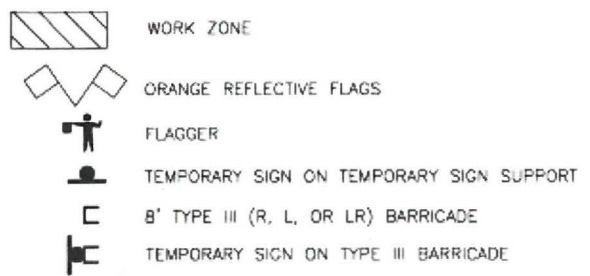 WORK ZONE
ORANGE REFLECTIVE FLAGS
FLAGGER
TEMPORARY SIGN ON TEMPORARY SIGN SUPPORT
8' TYPE III (R, L, OR LR) BARRICADE
TEMPORARY SIGN ON TYPE III BARRICADE